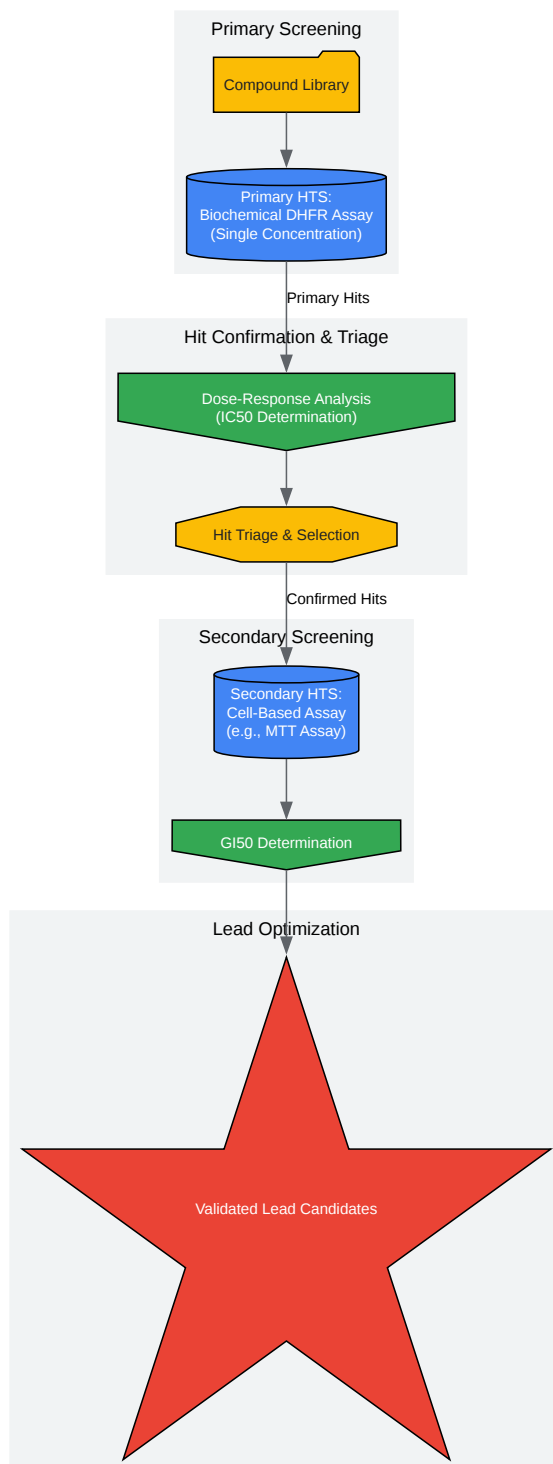 Primary Screening
Compound Library
Primary HTS:
Biochemical DHFR Assay
(Single Concentration)
Primary Hits
Hit Confirmation & Triage
Dose-Response Analysis
(IC50 Determination)
Hit Triage & Selection
Confirmed Hits
Secondary Screening
Secondary HTS:
Cell-Based Assay
(e.g., MTT Assay)
GI50 Determination
Lead Optimization
Validated Lead Candidates